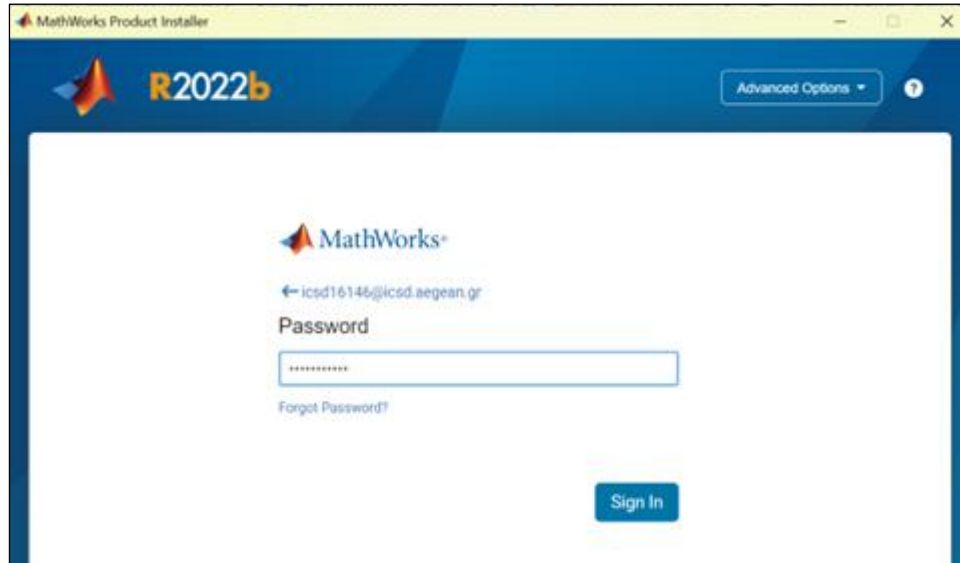 MathWorks Product Installer
R2022b
Advanced Options
?
MathWorks®
icsd16146@icsd.aegean.gr
Password
•••••••••••
Forgot Password?
Sign In